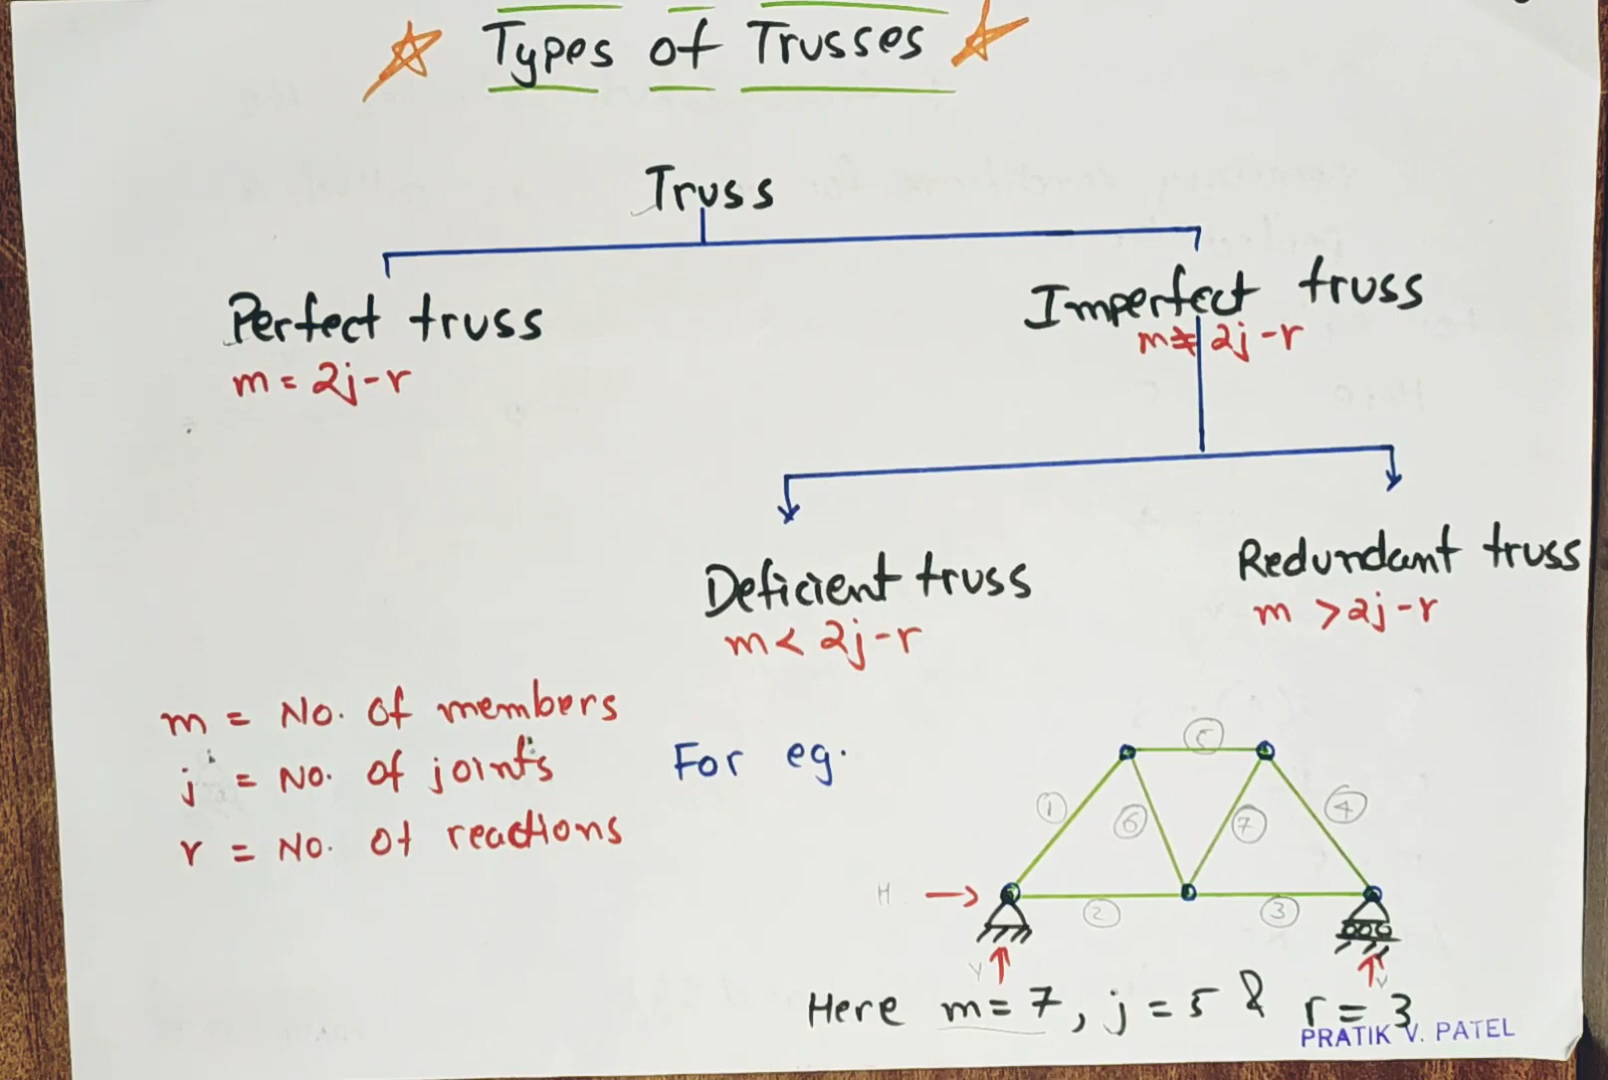 Types of Trusses
Truss
Perfect truss
m = 2j-r
Imperfect truss
m ≠ 2j-r
Deficient truss
m < 2j-r
Redundant truss
m > 2j-r
m = No. of members
j = No. of joints
r = No. of reactions
For eg.
5
1
6
7
4
H
2
3
V
V
Here m=7, j=5 & r=3
PRATIK V. PATEL